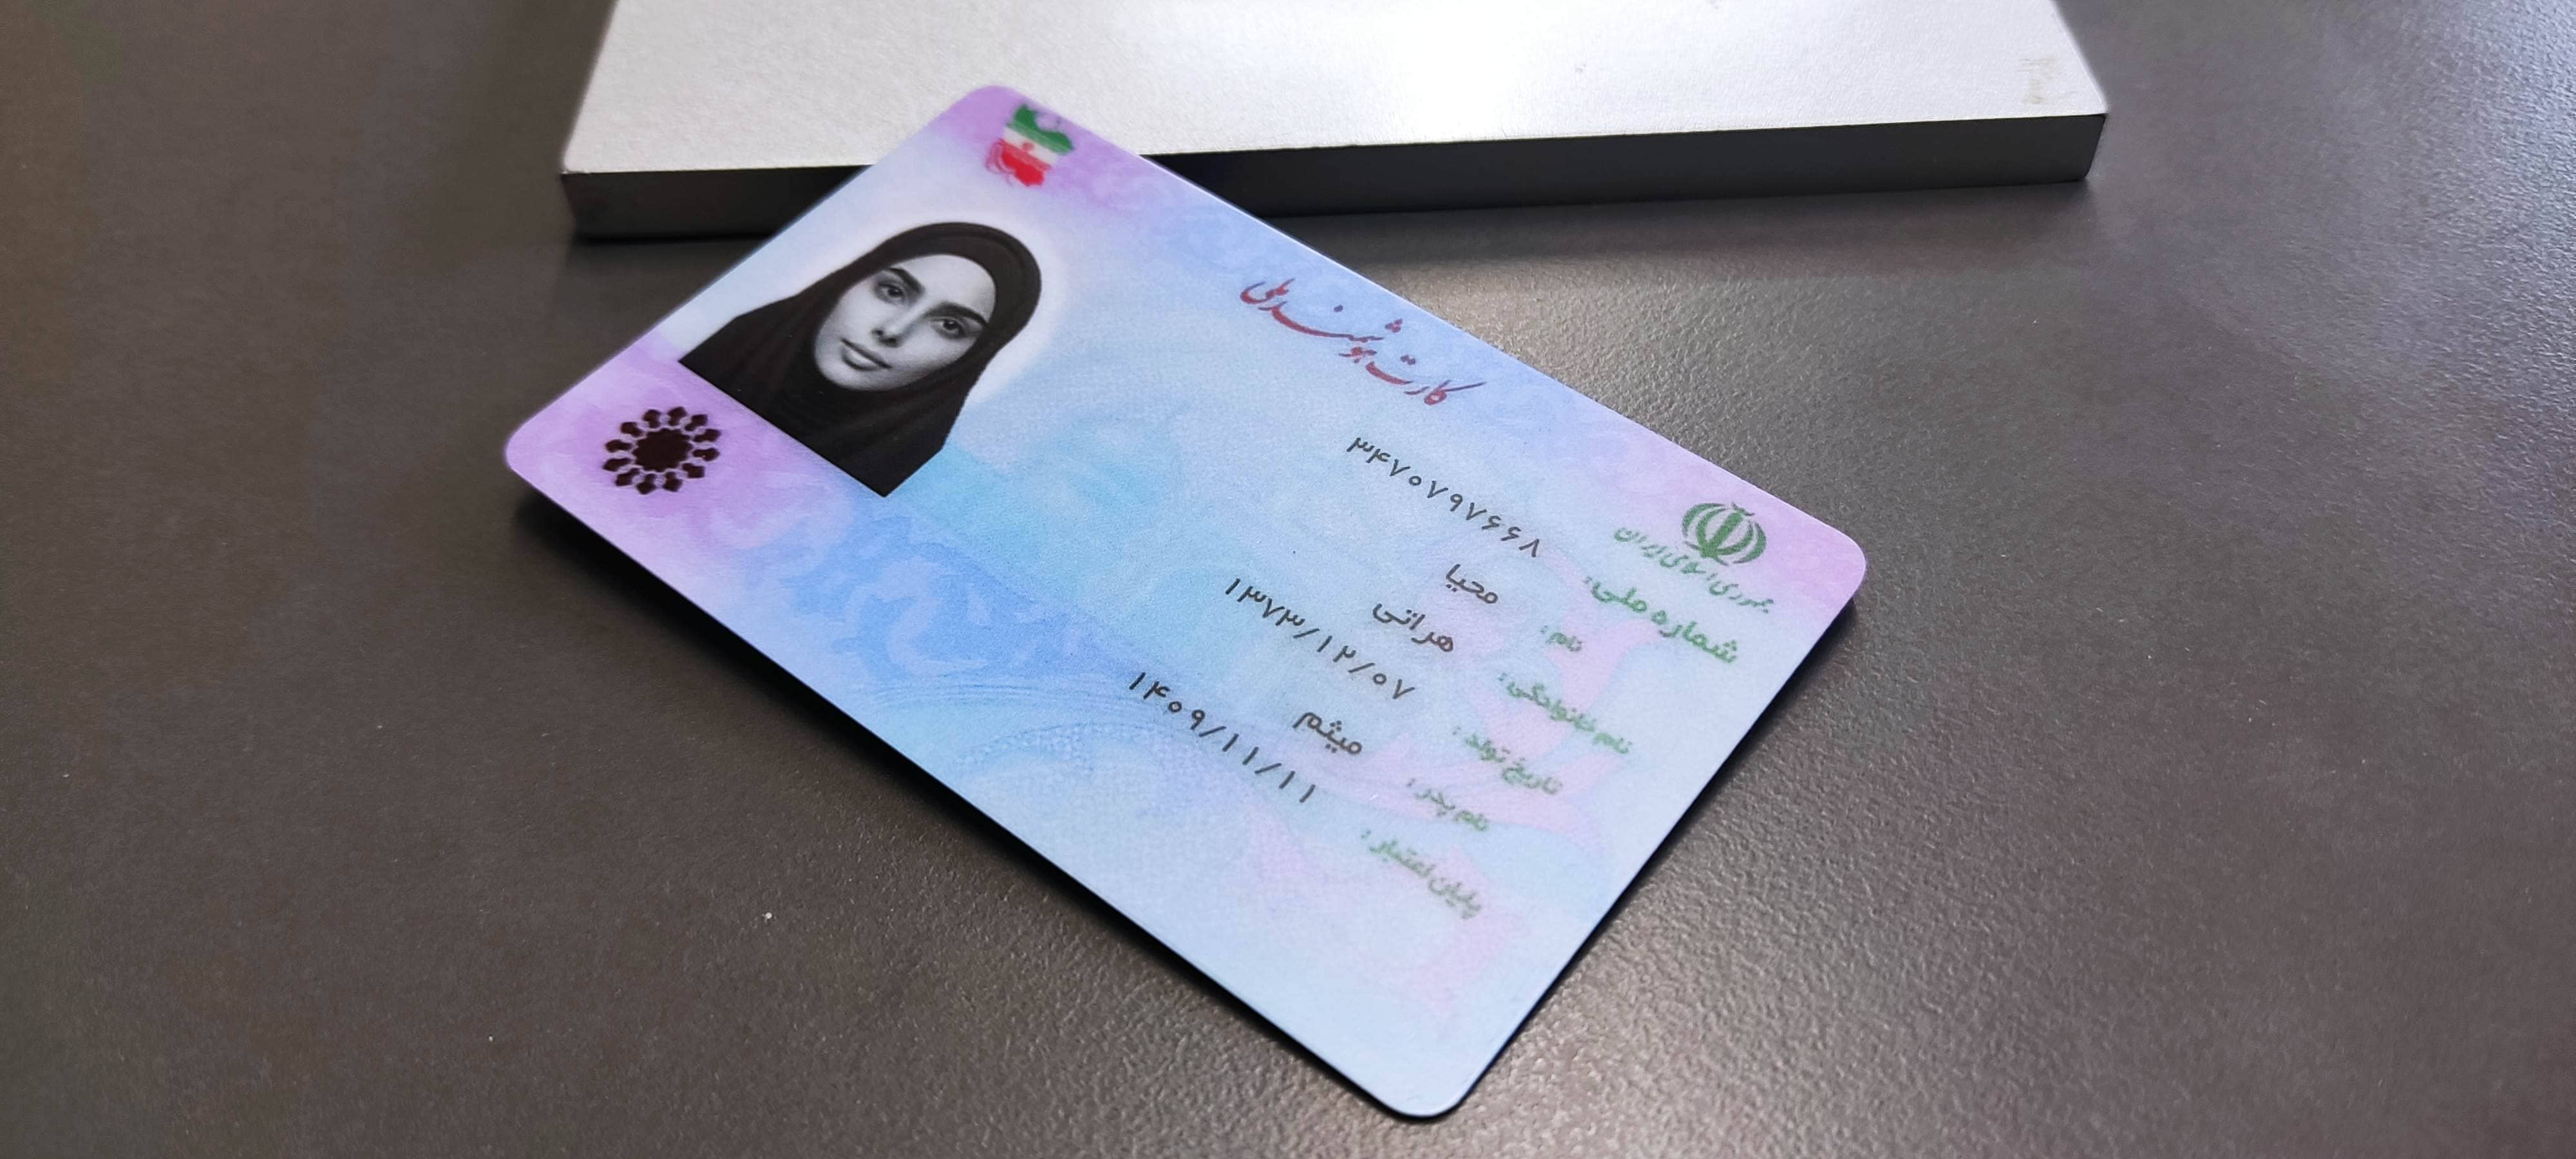 کارت هوشمند ملی
جمهوری اسلامی ایران
شماره ملی: ۳۴۷۰۷۹۷۶۶۸
نام: محیا
نام خانوادگی: هراتی
تاریخ تولد: ۱۳۷۳/۱۲/۰۷
نام پدر: میثم
پایان اعتبار: ۱۴۰۹/۱۱/۱۱